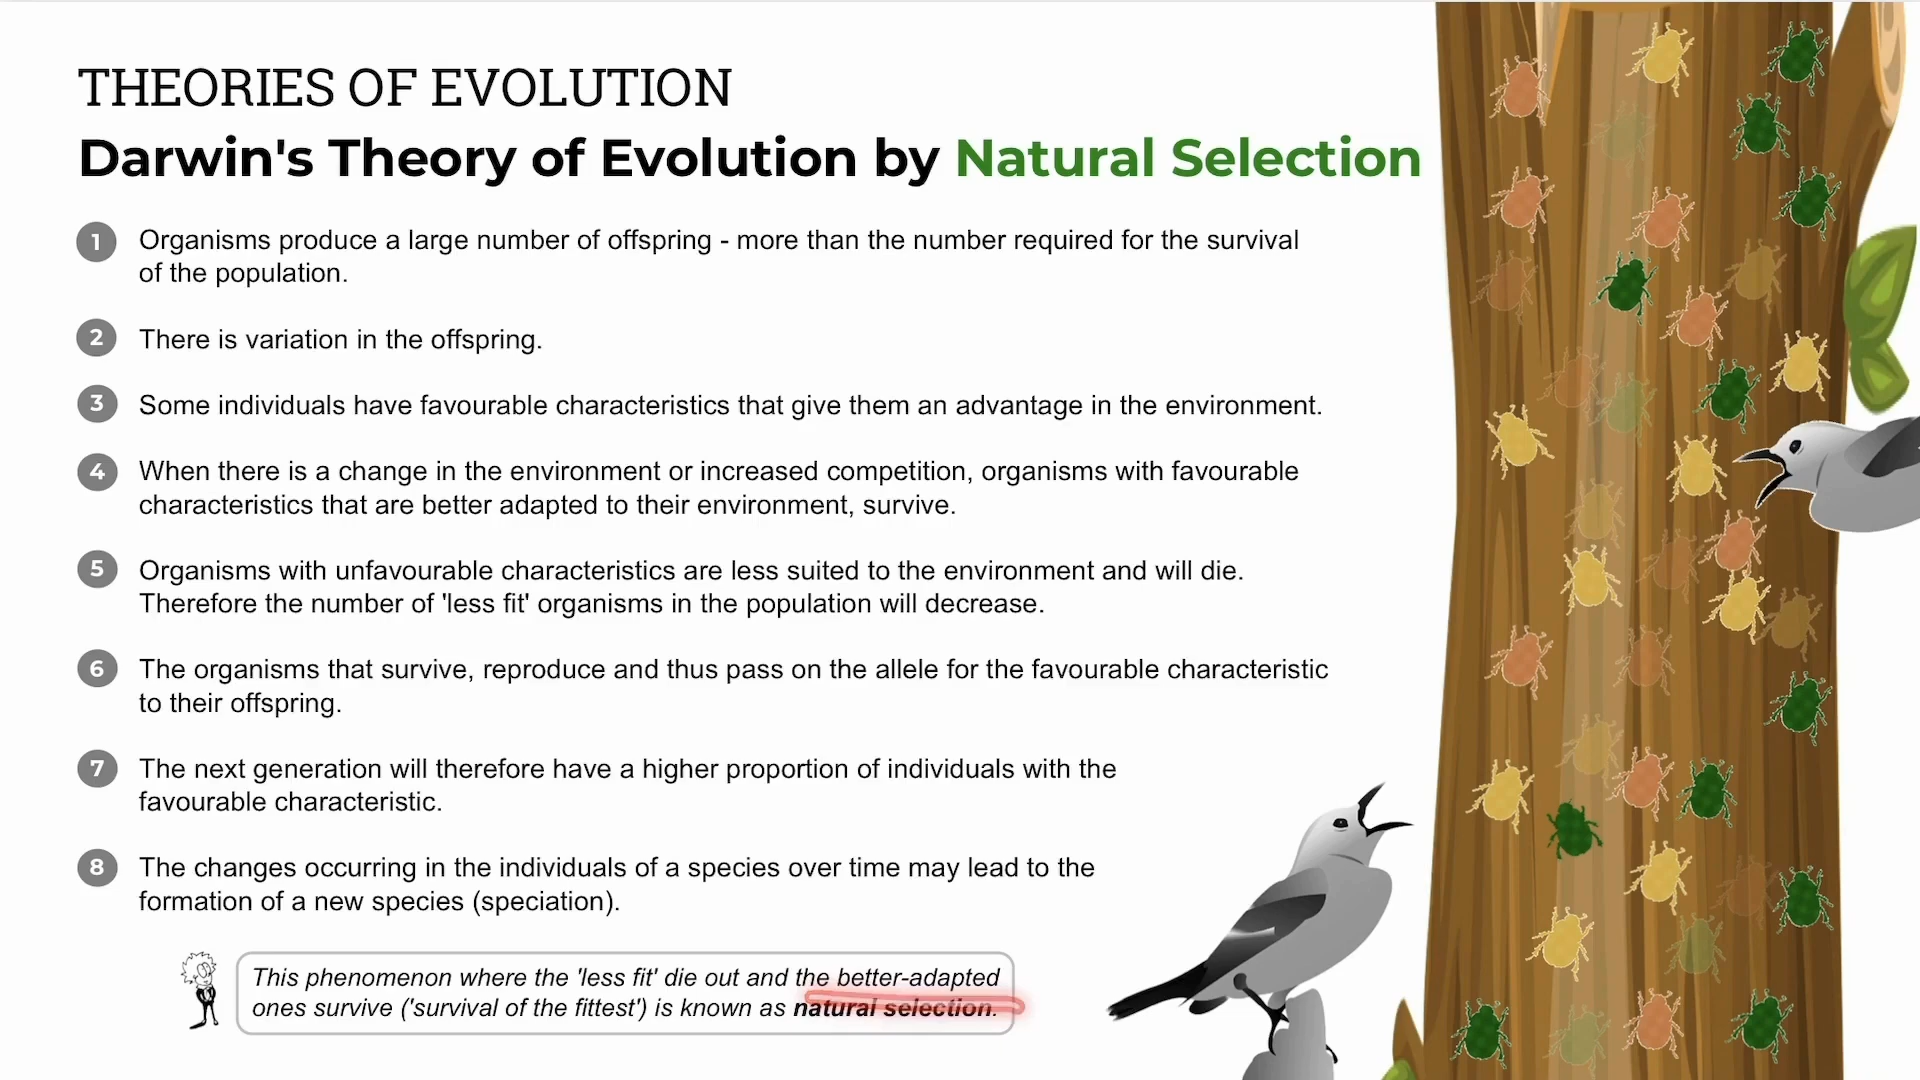 THEORIES OF EVOLUTION
Darwin's Theory of Evolution by Natural Selection
1 Organisms produce a large number of offspring - more than the number required for the survival
of the population.
2 There is variation in the offspring.
3 Some individuals have favourable characteristics that give them an advantage in the environment.
4 When there is a change in the environment or increased competition, organisms with favourable
characteristics that are better adapted to their environment, survive.
5 Organisms with unfavourable characteristics are less suited to the environment and will die.
Therefore the number of 'less fit' organisms in the population will decrease.
6 The organisms that survive, reproduce and thus pass on the allele for the favourable characteristic
to their offspring.
7 The next generation will therefore have a higher proportion of individuals with the
favourable characteristic.
8 The changes occurring in the individuals of a species over time may lead to the
formation of a new species (speciation).
This phenomenon where the 'less fit' die out and the better-adapted
ones survive ('survival of the fittest') is known as natural selection.